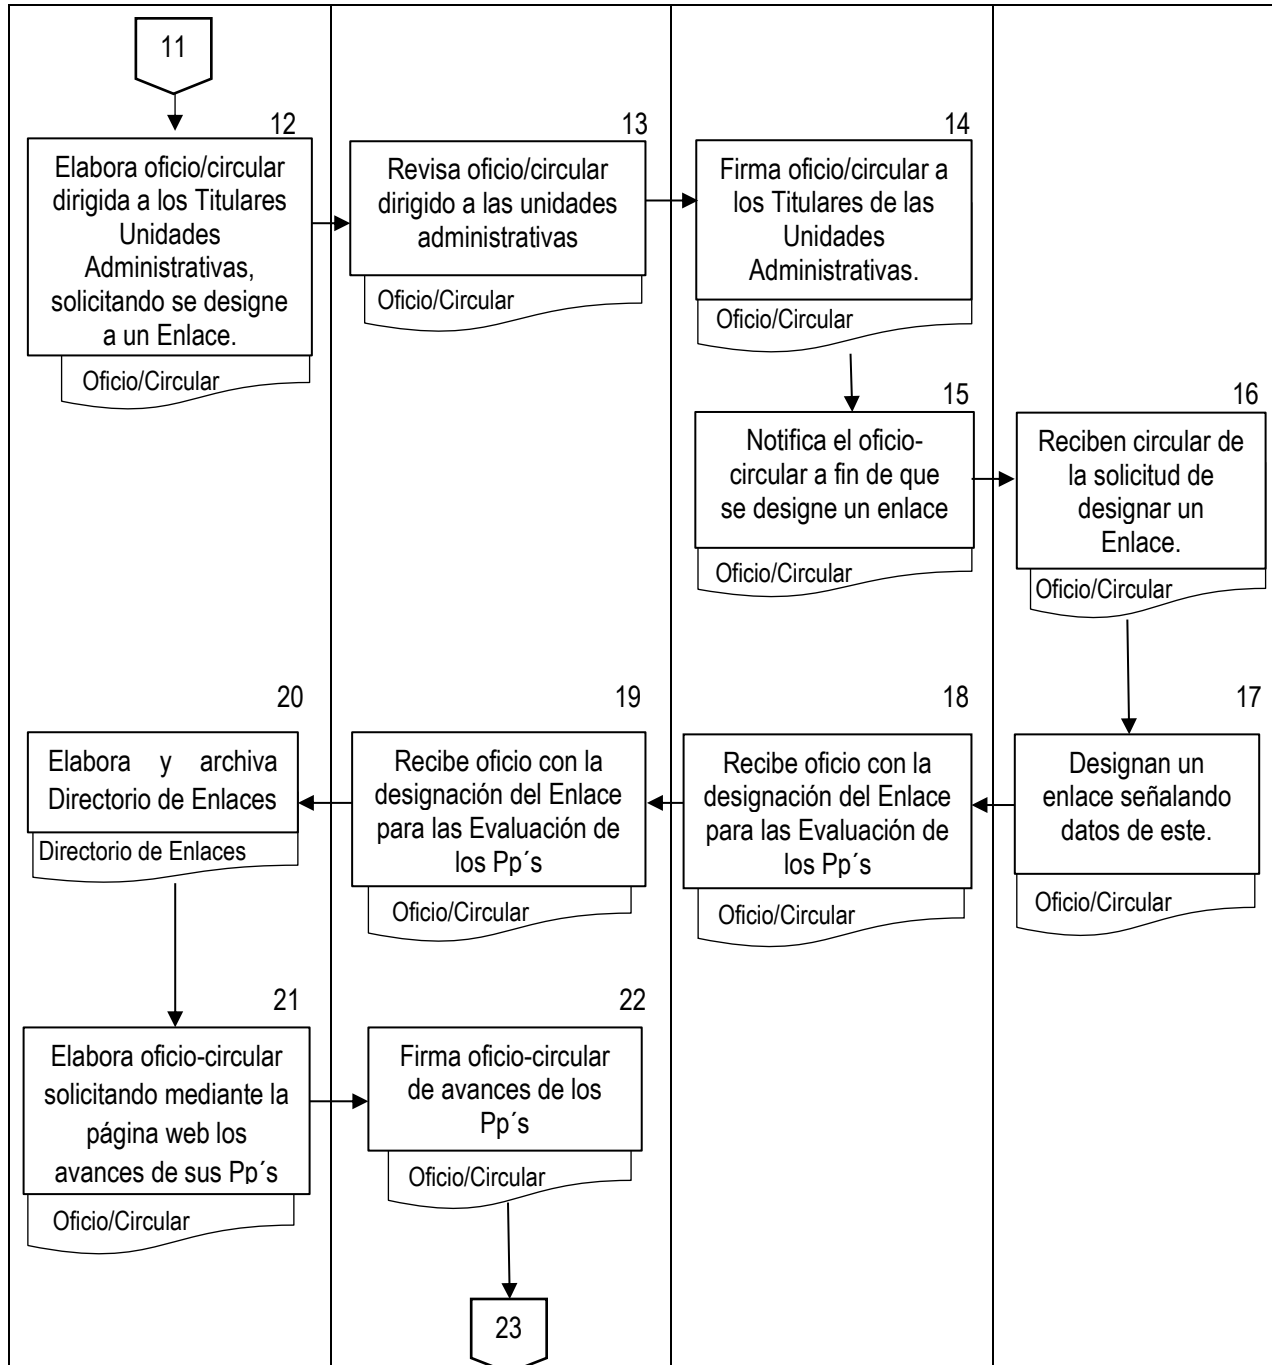 11
12
Elabora oficio/circular
dirigida a los Titulares
Unidades
Administrativas,
solicitando se designe
a un Enlace.
Oficio/Circular
13
Revisa oficio/circular
dirigido a las unidades
administrativas
Oficio/Circular
14
Firma oficio/circular a
los Titulares de las
Unidades
Administrativas.
Oficio/Circular
15
Notifica el oficio-
circular a fin de que
se designe un enlace
Oficio/Circular
16
Reciben circular de
la solicitud de
designar un
Enlace.
Oficio/Circular
17
Designan un
enlace señalando
datos de este.
Oficio/Circular
18
Recibe oficio con la
designación del Enlace
para las Evaluación de
los Pp´s
Oficio/Circular
19
Recibe oficio con la
designación del Enlace
para las Evaluación de
los Pp´s
Oficio/Circular
20
Elabora y archiva
Directorio de Enlaces
Directorio de Enlaces
21
Elabora oficio-circular
solicitando mediante la
página web los
avances de sus Pp´s
Oficio/Circular
22
Firma oficio-circular
de avances de los
Pp´s
Oficio/Circular
23